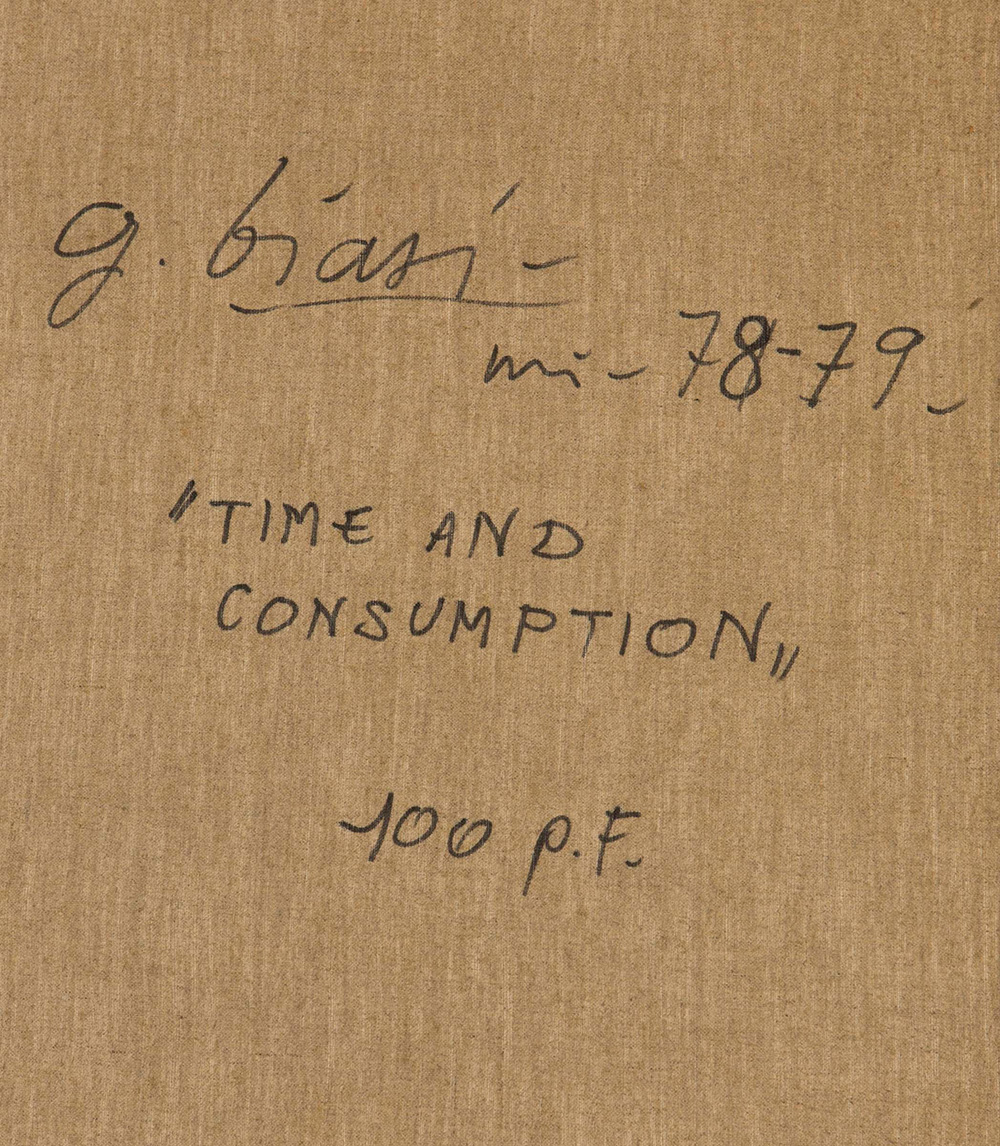 g. biasi -
mi - 78-79 -
"TIME AND
CONSUMPTION"
100 p.F.